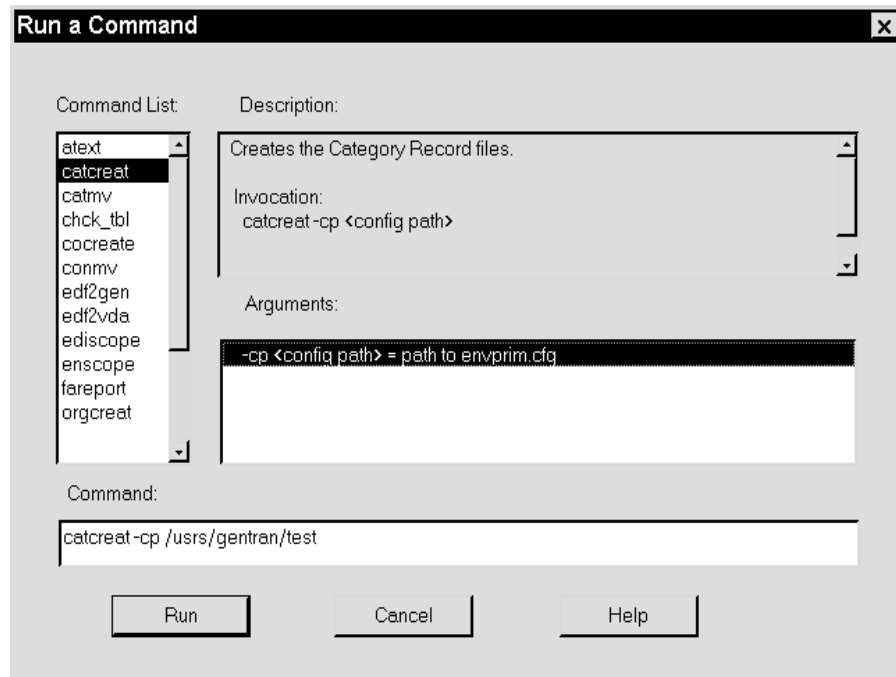 Run a Command
Command List:
Description:
atext
catcreat
catmv
chck_tbl
cocreate
conmv
edf2gen
edf2vda
ediscope
enscope
fareport
orgcreat
Creates the Category Record files.
Invocation:
catcreat -cp <config path>
Arguments:
-cp <config path> = path to envprim.cfg
Command:
catcreat -cp /usrs/gentran/test
Run
Cancel
Help